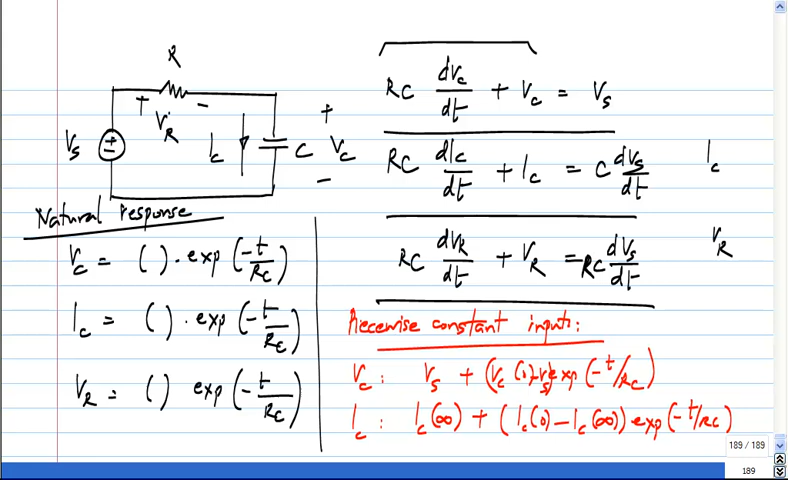 R
+ V_R −
V_s
I_c
C
+
V_c
−
RC dv_c/dt + V_c = V_s
RC dI_c/dt + I_c = C dV_s/dt I_c
RC dV_R/dt + V_R = RC dV_s/dt V_R
Natural response
V_c = ( ) . exp(-t/RC)
I_c = ( ) . exp(-t/RC)
V_R = ( ) exp(-t/RC)
Piecewise constant inputs:
V_c : V_s + (V_c(0)-V_s)exp(-t/RC)
I_c : I_c(∞) + (I_c(0) - I_c(∞)) exp(-t/RC)
189 / 189
189